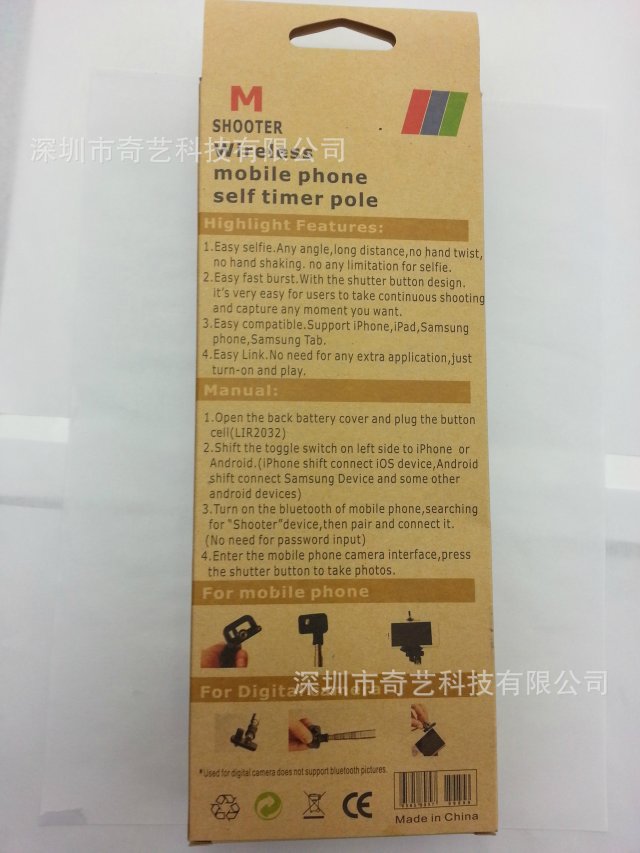 M
SHOOTER
深圳市奇艺科技有限公司
Wireless
mobile phone
self timer pole
Highlight Features:
1.Easy selfie.Any angle,long distance,no hand twist,
no hand shaking. no any limitation for selfie.
2.Easy fast burst.With the shutter button design.
it's very easy for users to take continuous shooting
and capture any moment you want.
3.Easy compatible.Support iPhone,iPad,Samsung
phone,Samsung Tab.
4.Easy Link.No need for any extra application,just
turn-on and play.
Manual:
1.Open the back battery cover and plug the button
cell(LIR2032)
2.Shift the toggle switch on left side to iPhone or
Android.(iPhone shift connect iOS device,Android
shift connect Samsung Device and some other
android devices)
3.Turn on the bluetooth of mobile phone,searching
for "Shooter"device,then pair and connect it.
(No need for password input)
4.Enter the mobile phone camera interface,press
the shutter button to take photos.
For mobile phone
深圳市奇艺科技有限公司
For Digital camera
*Used for digital camera does not support bluetooth pictures.
CE
Made in China